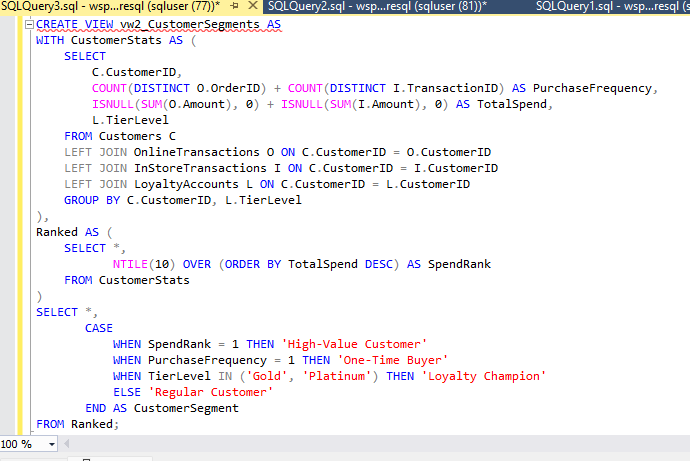 SQLQuery3.sql - wsp...resql (sqluser (77))* SQLQuery2.sql - wsp...resql (sqluser (81))* SQLQuery1.sql - wsp...resql (s
CREATE VIEW vw2_CustomerSegments AS
WITH CustomerStats AS (
SELECT
C.CustomerID,
COUNT(DISTINCT O.OrderID) + COUNT(DISTINCT I.TransactionID) AS PurchaseFrequency,
ISNULL(SUM(O.Amount), 0) + ISNULL(SUM(I.Amount), 0) AS TotalSpend,
L.TierLevel
FROM Customers C
LEFT JOIN OnlineTransactions O ON C.CustomerID = O.CustomerID
LEFT JOIN InStoreTransactions I ON C.CustomerID = I.CustomerID
LEFT JOIN LoyaltyAccounts L ON C.CustomerID = L.CustomerID
GROUP BY C.CustomerID, L.TierLevel
),
Ranked AS (
SELECT *,
NTILE(10) OVER (ORDER BY TotalSpend DESC) AS SpendRank
FROM CustomerStats
)
SELECT *,
CASE
WHEN SpendRank = 1 THEN 'High-Value Customer'
WHEN PurchaseFrequency = 1 THEN 'One-Time Buyer'
WHEN TierLevel IN ('Gold', 'Platinum') THEN 'Loyalty Champion'
ELSE 'Regular Customer'
END AS CustomerSegment
FROM Ranked;
100 %